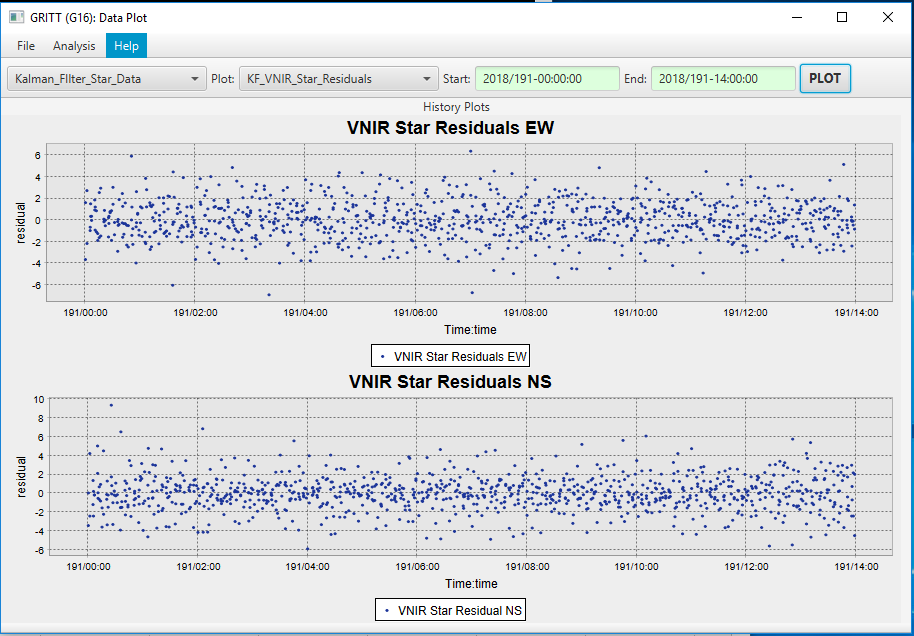 GRITT (G16): Data Plot
File Analysis Help
Kalman_FIlter_Star_Data Plot: KF_VNIR_Star_Residuals Start: 2018/191-00:00:00 End: 2018/191-14:00:00 PLOT
History Plots
VNIR Star Residuals EW
6
4
2
0
-2
-4
-6
residual
191/00:00 191/02:00 191/04:00 191/06:00 191/08:00 191/10:00 191/12:00 191/14:00
Time:time
VNIR Star Residuals EW
VNIR Star Residuals NS
10
8
6
4
2
0
-2
-4
-6
residual
191/00:00 191/02:00 191/04:00 191/06:00 191/08:00 191/10:00 191/12:00 191/14:00
Time:time
VNIR Star Residual NS